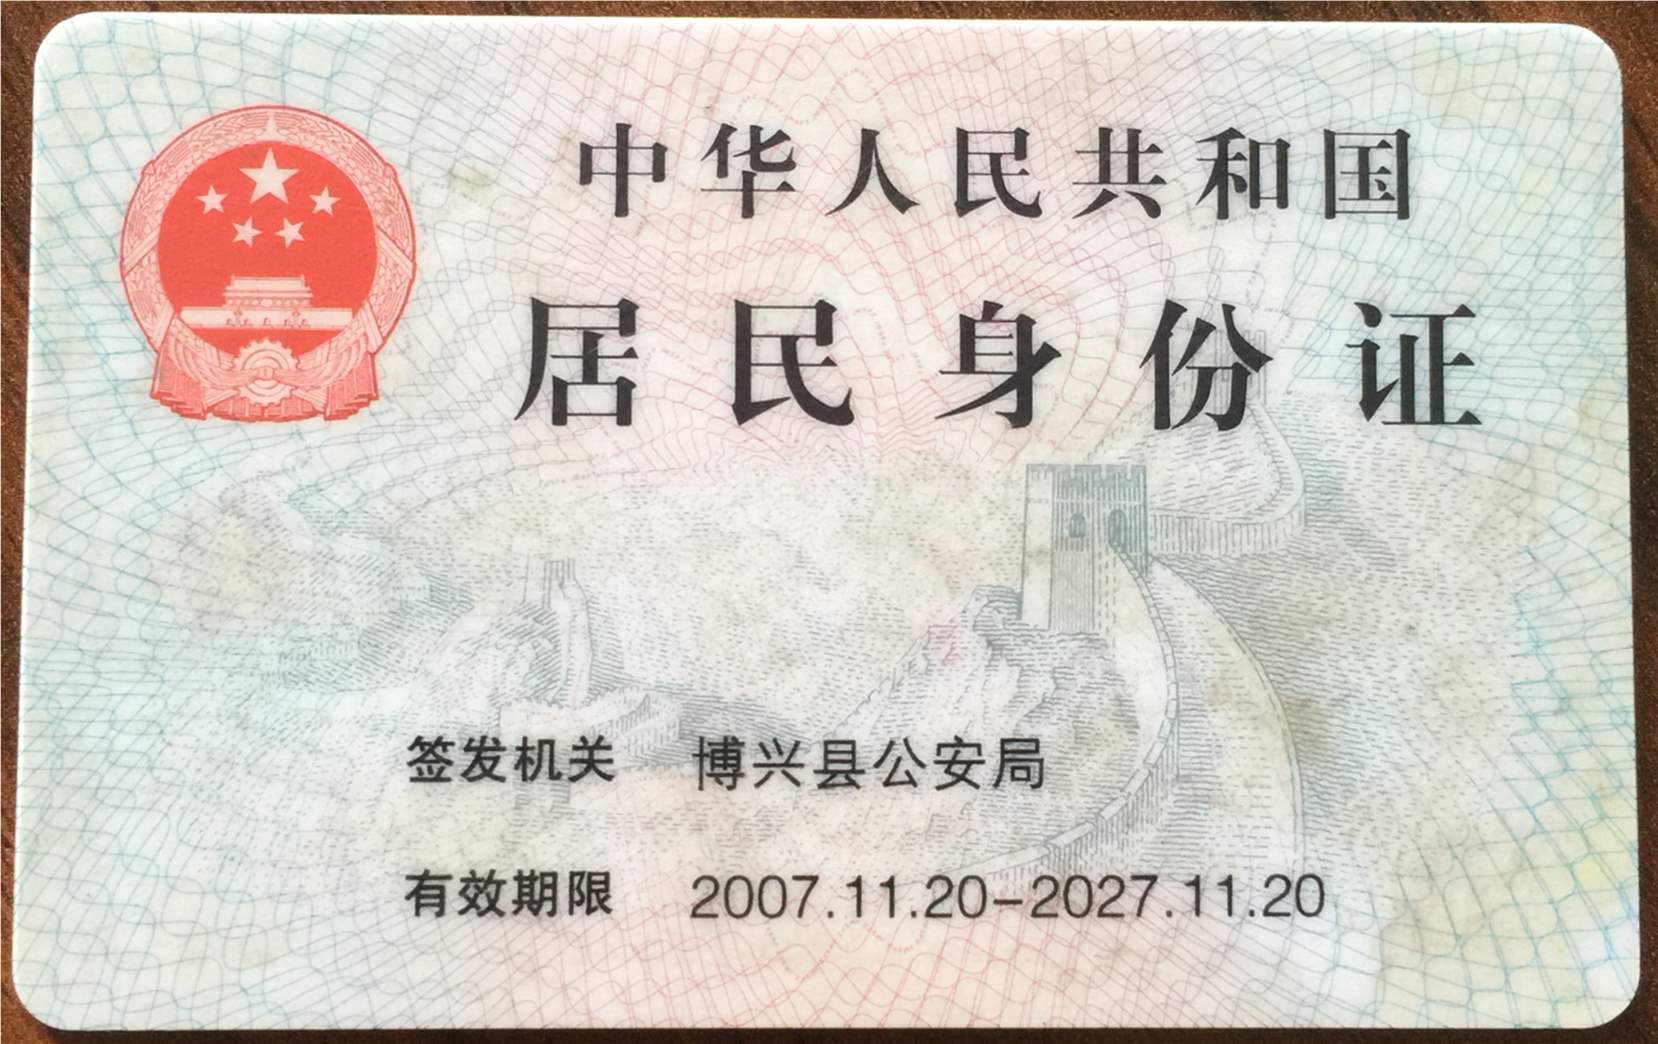 中华人民共和国
居民身份证
签发机关 博兴县公安局
有效期限 2007.11.20-2027.11.20